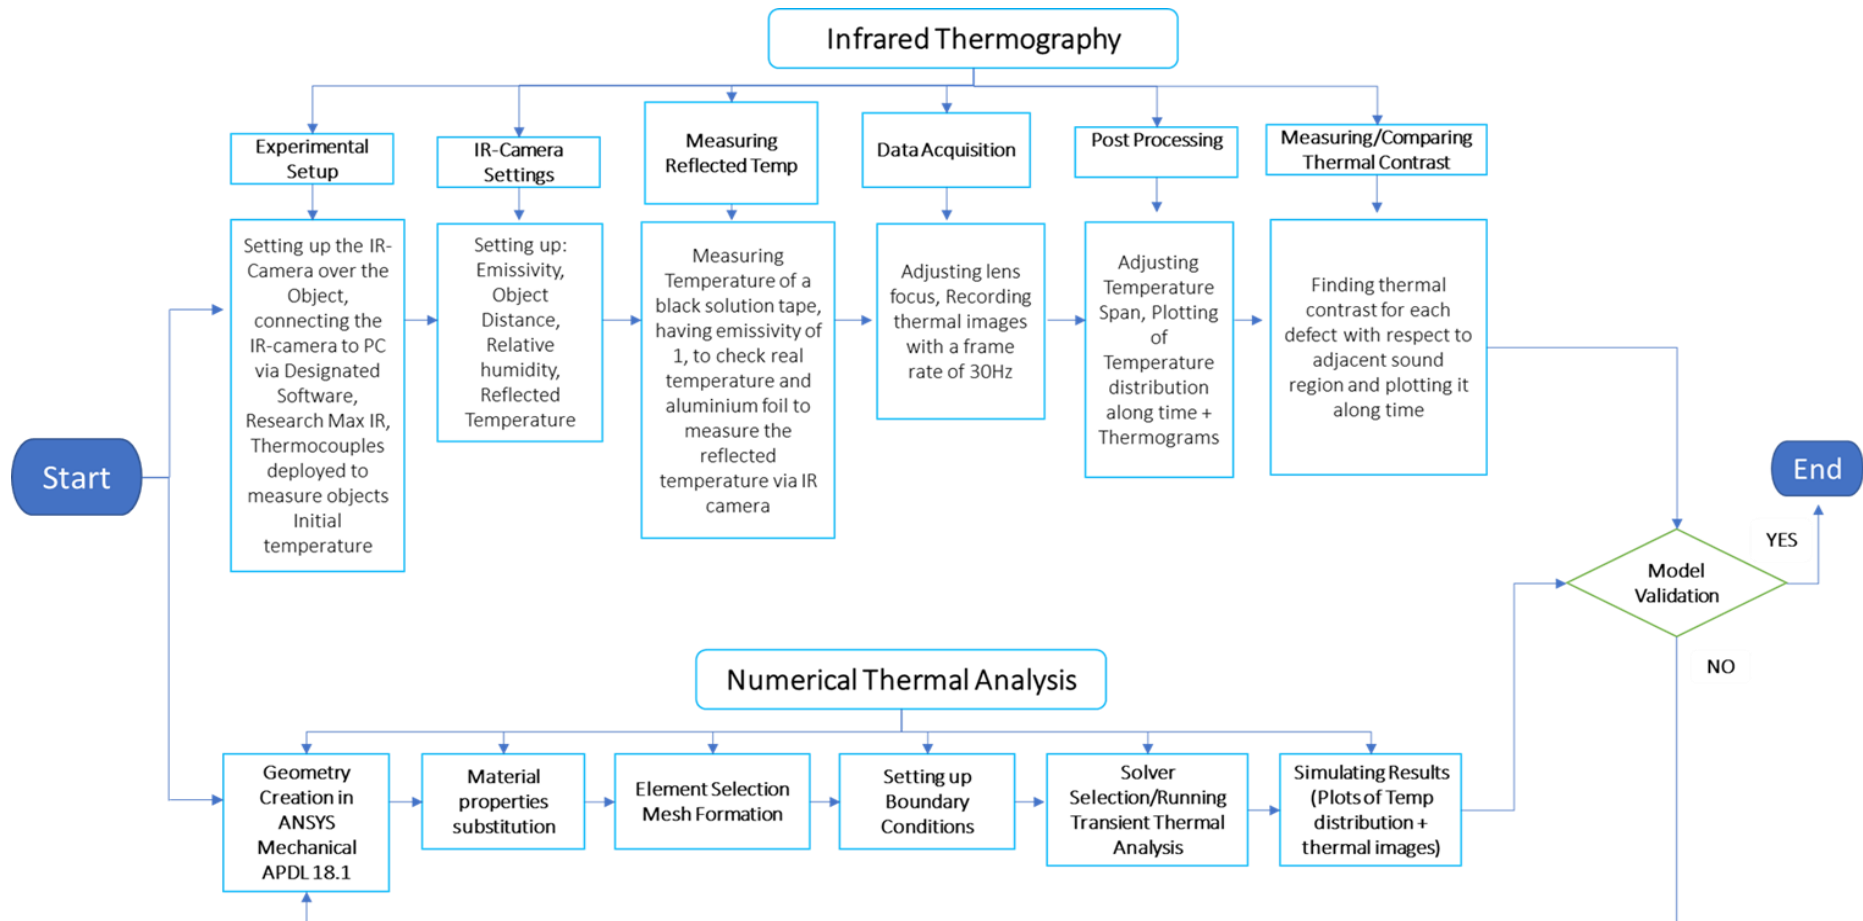 Infrared Thermography
Experimental
Setup
IR-Camera
Settings
Measuring
Reflected Temp
Data Acquisition
Post Processing
Measuring/Comparing
Thermal Contrast
Setting up the IR-
Camera over the
Object,
connecting the
IR-camera to PC
via Designated
Software,
Research Max IR,
Thermocouples
deployed to
measure objects
Initial
temperature
Setting up:
Emissivity,
Object
Distance,
Relative
humidity,
Reflected
Temperature
Measuring
Temperature of a
black solution tape,
having emissivity of
1, to check real
temperature and
aluminium foil to
measure the
reflected
temperature via IR
camera
Adjusting lens
focus, Recording
thermal images
with a frame
rate of 30Hz
Adjusting
Temperature
Span, Plotting
of
Temperature
distribution
along time +
Thermograms
Finding thermal
contrast for each
defect with respect to
adjacent sound
region and plotting it
along time
Start
End
YES
Model
Validation
NO
Numerical Thermal Analysis
Geometry
Creation in
ANSYS
Mechanical
APDL 18.1
Material
properties
substitution
Element Selection
Mesh Formation
Setting up
Boundary
Conditions
Solver
Selection/Running
Transient Thermal
Analysis
Simulating Results
(Plots of Temp
distribution +
thermal images)